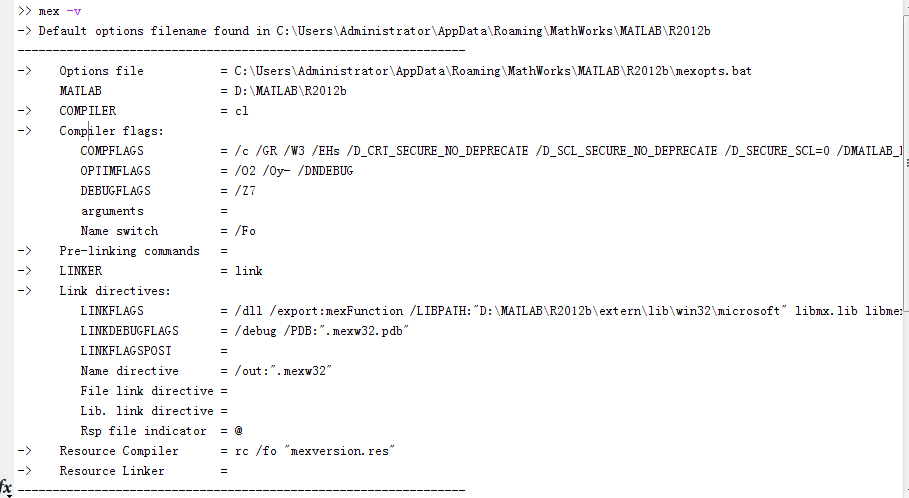 >> mex -v
-> Default options filename found in C:\Users\Administrator\AppData\Roaming\MathWorks\MATLAB\R2012b
----------------------------------------------------------------
->    Options file           = C:\Users\Administrator\AppData\Roaming\MathWorks\MATLAB\R2012b\mexopts.bat
      MATLAB                 = D:\MATLAB\R2012b
->    COMPILER               = cl
->    Compiler flags:
         COMPFLAGS           = /c /GR /W3 /EHs /D_CRT_SECURE_NO_DEPRECATE /D_SCL_SECURE_NO_DEPRECATE /D_SECURE_SCL=0 /DMATLAB_
         OPTIMFLAGS          = /O2 /Oy- /DNDEBUG
         DEBUGFLAGS          = /Z7
         arguments           =
         Name switch         = /Fo
->    Pre-linking commands   =
->    LINKER                 = link
->    Link directives:
         LINKFLAGS           = /dll /export:mexFunction /LIBPATH:"D:\MATLAB\R2012b\extern\lib\win32\microsoft" libmx.lib libmex
         LINKDEBUGFLAGS      = /debug /PDB:".mexw32.pdb"
         LINKFLAGSPOST       =
         Name directive      = /out:".mexw32"
         File link directive =
         Lib. link directive =
         Rsp file indicator  = @
->    Resource Compiler      = rc /fo "mexversion.res"
->    Resource Linker        =
fx ----------------------------------------------------------------